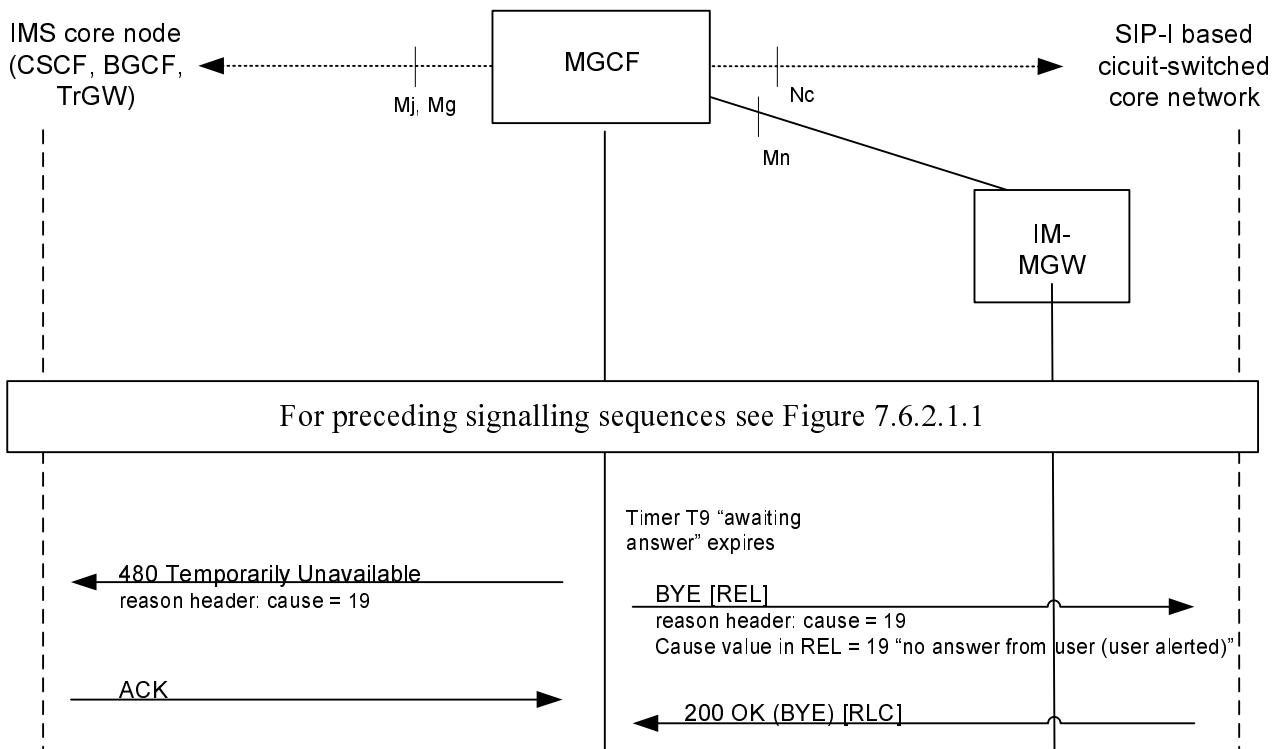 IMS core node
(CSCF, BGCF,
TrGW)
MGCF
SIP-I based
cicuit-switched
core network
Mj, Mg
Nc
Mn
IM-
MGW
For preceding signalling sequences see Figure 7.6.2.1.1
Timer T9 “awaiting
answer” expires
480 Temporarily Unavailable
reason header: cause = 19
BYE [REL]
reason header: cause = 19
Cause value in REL = 19 “no answer from user (user alerted)”
ACK
200 OK (BYE) [RLC]